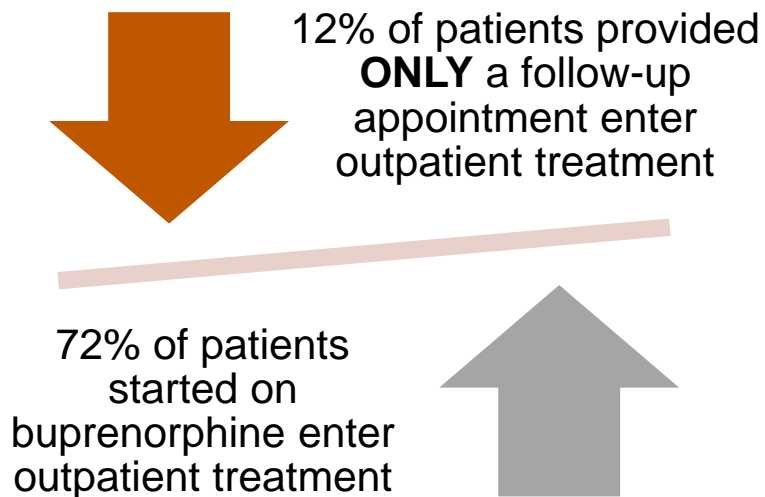 12% of patients provided
ONLY a follow-up
appointment enter
outpatient treatment
72% of patients
started on
buprenorphine enter
outpatient treatment